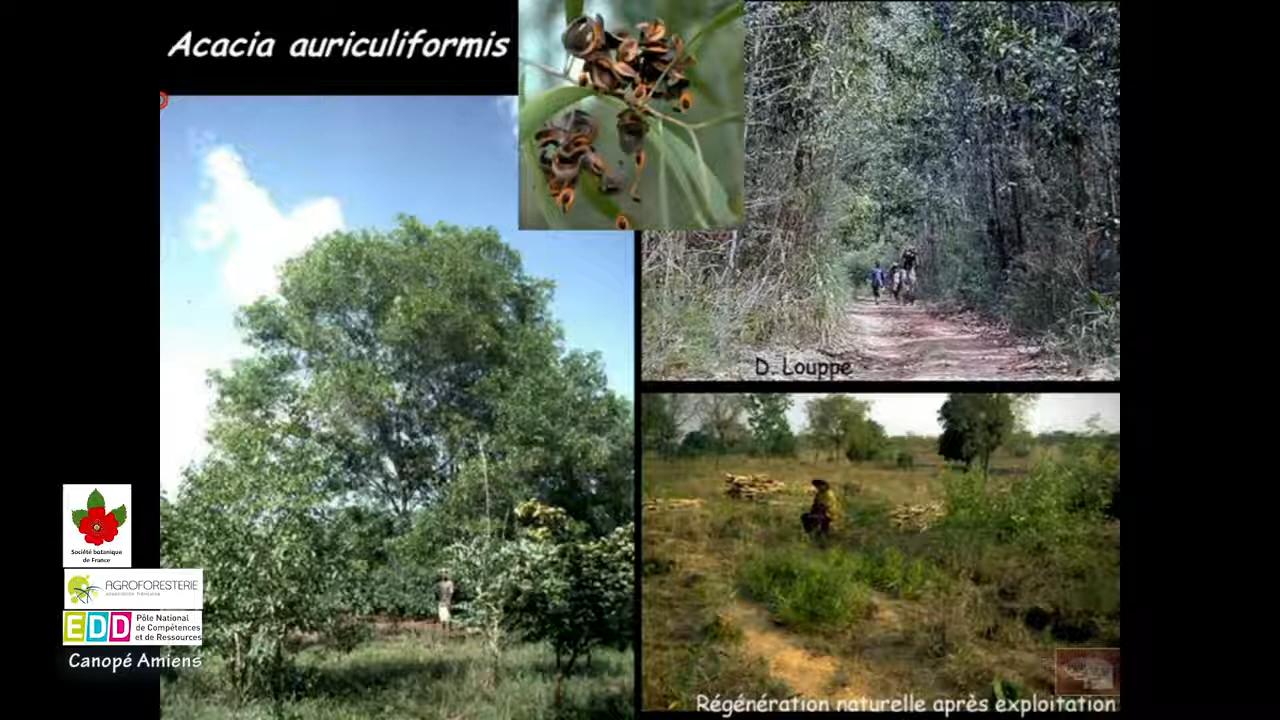 Acacia auriculiformis
D. Louppe
Société botanique
de France
AGROFORESTERIE
EDD
Pôle National
de Compétences
et de Ressources
Canopé Amiens
Régénération naturelle après exploitation